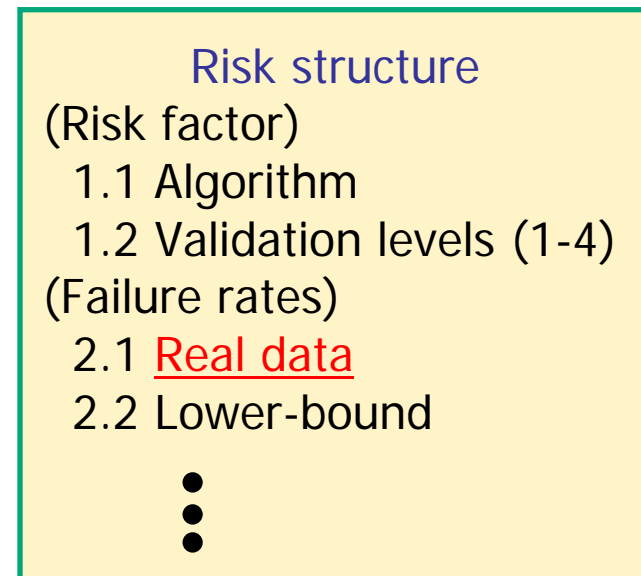 Risk structure
(Risk factor)
1.1 Algorithm
1.2 Validation levels (1-4)
(Failure rates)
2.1 Real data
2.2 Lower-bound
•
•
•